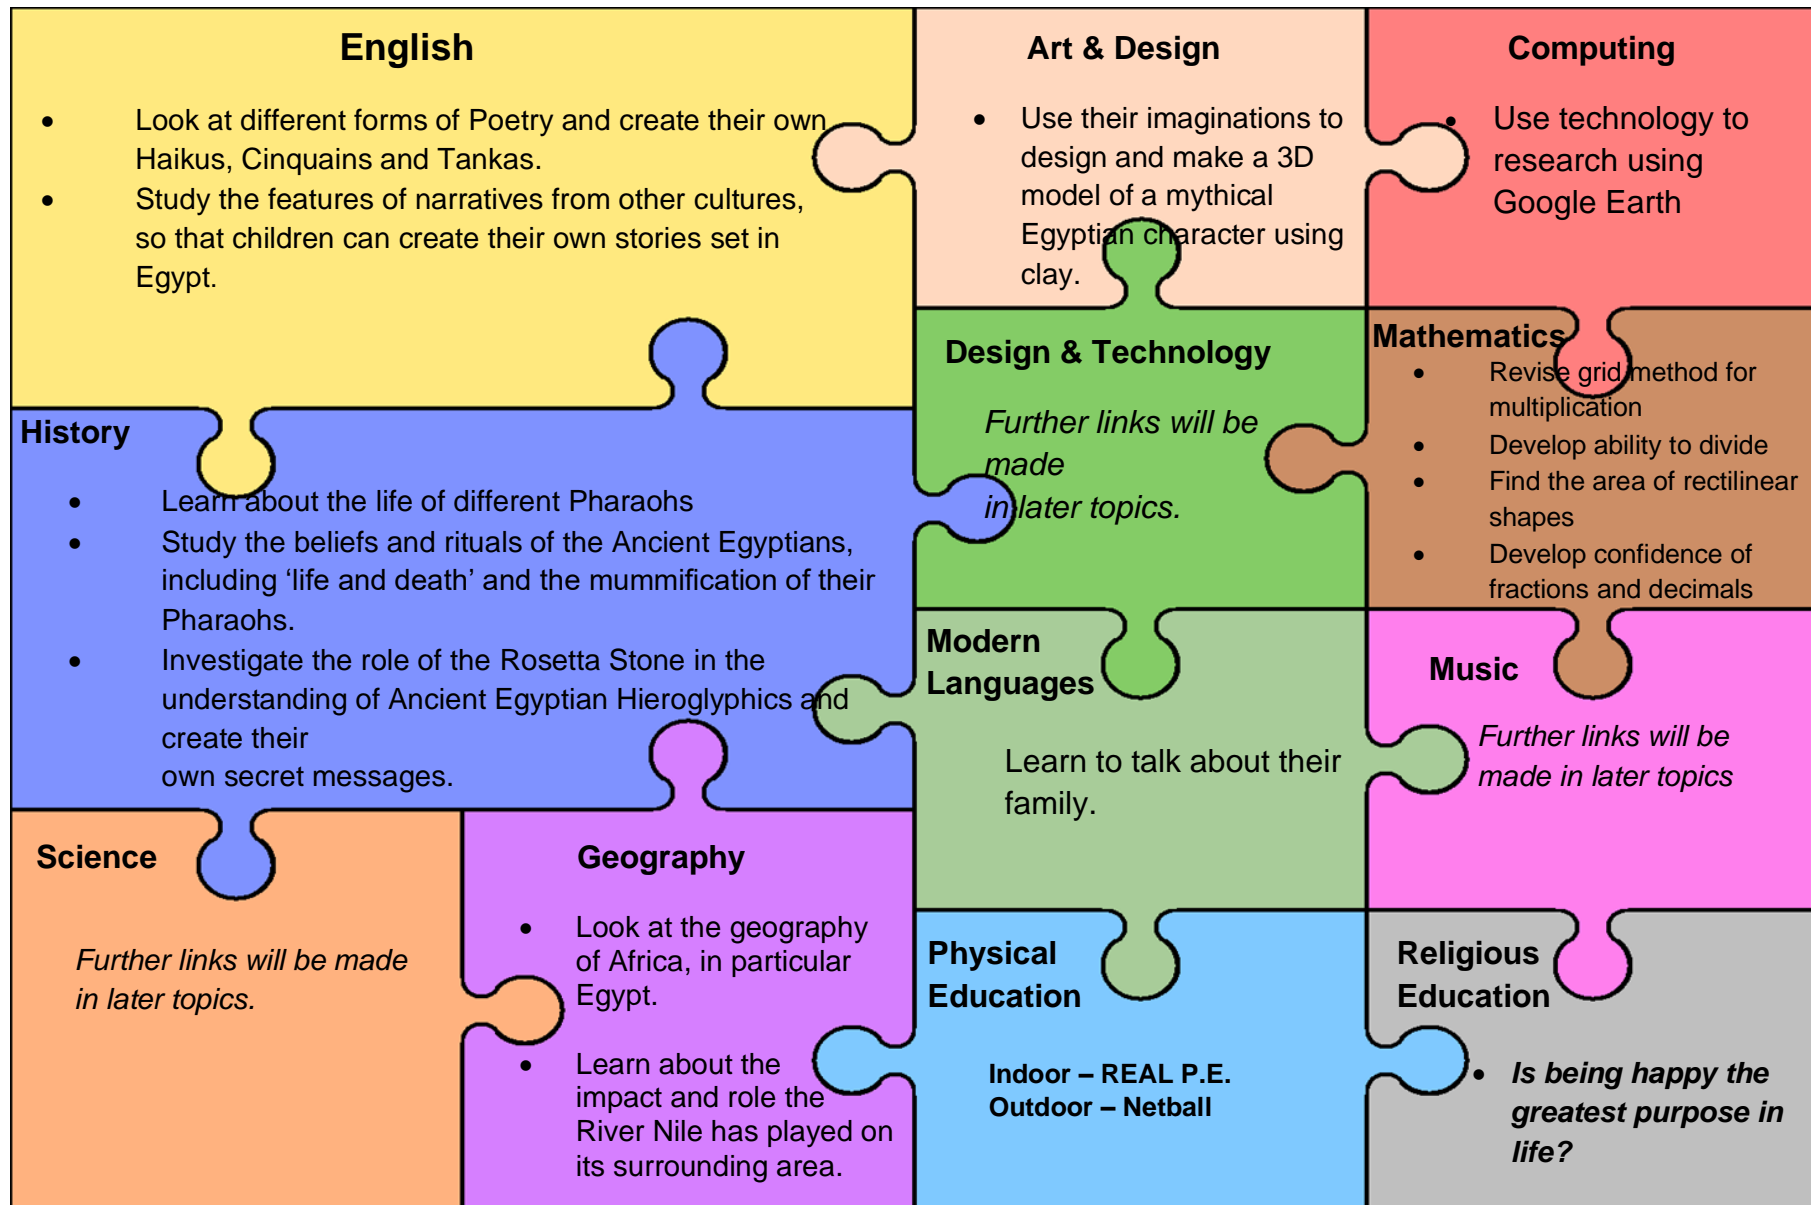 English
• Look at different forms of Poetry and create their own
Haikus, Cinquains and Tankas.
• Study the features of narratives from other cultures,
so that children can create their own stories set in
Egypt.
Art & Design
• Use their imaginations to
design and make a 3D
model of a mythical
Egyptian character using
clay.
Computing
• Use technology to
research using
Google Earth
History
• Learn about the life of different Pharaohs
• Study the beliefs and rituals of the Ancient Egyptians,
including ‘life and death’ and the mummification of their
Pharaohs.
• Investigate the role of the Rosetta Stone in the
understanding of Ancient Egyptian Hieroglyphics and
create their
own secret messages.
Design & Technology
Further links will be
made
in later topics.
Mathematics
• Revise grid method for
multiplication
• Develop ability to divide
• Find the area of rectilinear
shapes
• Develop confidence of
fractions and decimals
Modern
Languages
Learn to talk about their
family.
Music
Further links will be
made in later topics
Science
Further links will be made
in later topics.
Geography
• Look at the geography
of Africa, in particular
Egypt.
• Learn about the
impact and role the
River Nile has played on
its surrounding area.
Physical
Education
Indoor – REAL P.E.
Outdoor – Netball
Religious
Education
• Is being happy the
greatest purpose in
life?